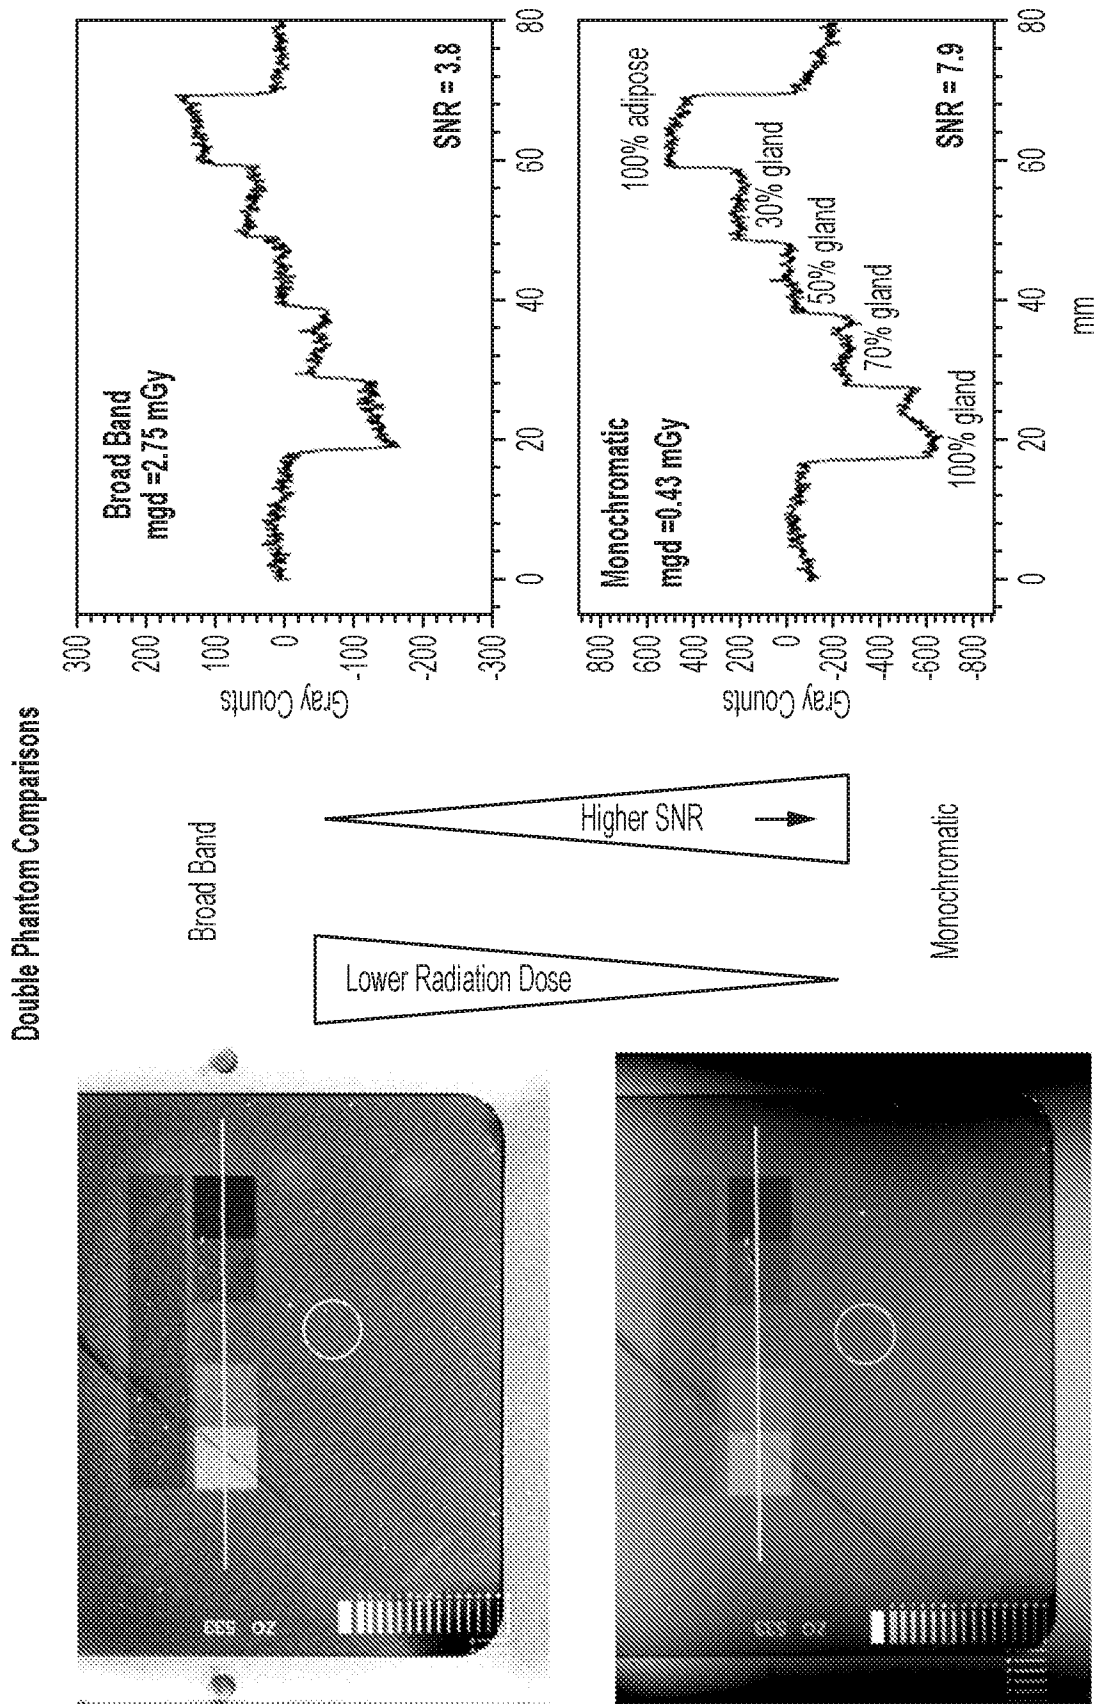 Double Phantom Comparisons
Broad Band
Lower Radiation Dose
Higher SNR
Monochromatic
Broad Band
mgd =2.75 mGy
SNR = 3.8
Gray Counts
300
200
100
0
-100
-200
-300
0
20
40
60
80
Monochromatic
mgd =0.43 mGy
100% gland
70% gland
50% gland
30% gland
100% adipose
SNR = 7.9
Gray Counts
800
600
400
200
0
-200
-400
-600
-800
0
20
40
60
80
mm